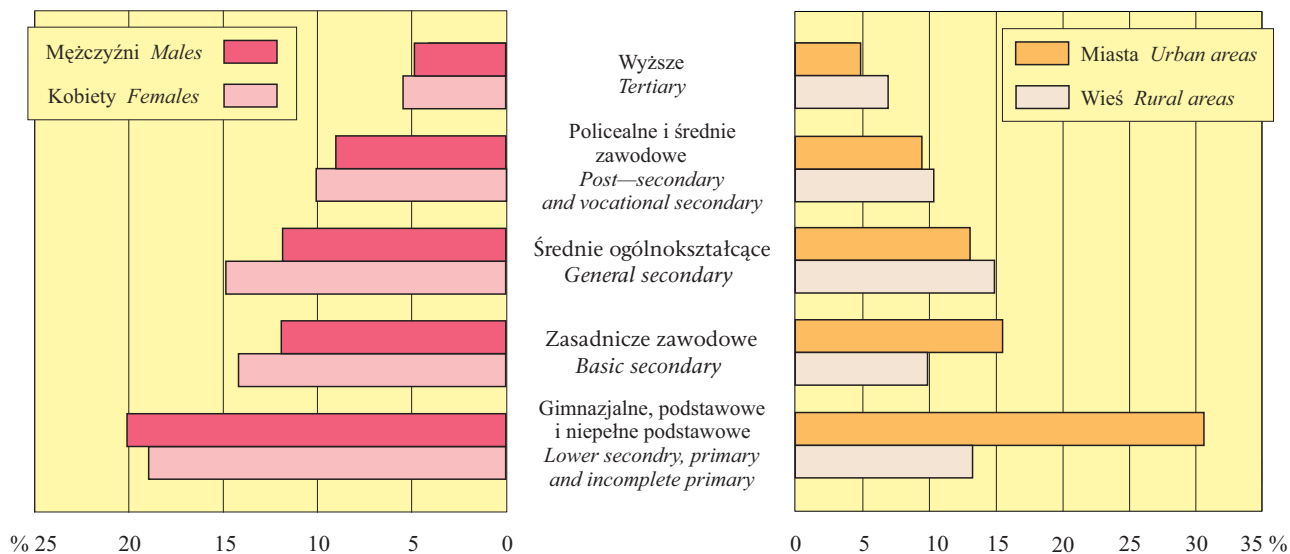 Mężczyźni Males
Kobiety Females
Miasta Urban areas
Wieś Rural areas
Wyższe
Tertiary
Policealne i średnie
zawodowe
Post—secondary
and vocational secondary
Średnie ogólnokształcące
General secondary
Zasadnicze zawodowe
Basic secondary
Gimnazjalne, podstawowe
i niepełne podstawowe
Lower secondry, primary
and incomplete primary
% 25 20 15 10 5 0
0 5 10 15 20 25 30 35 %